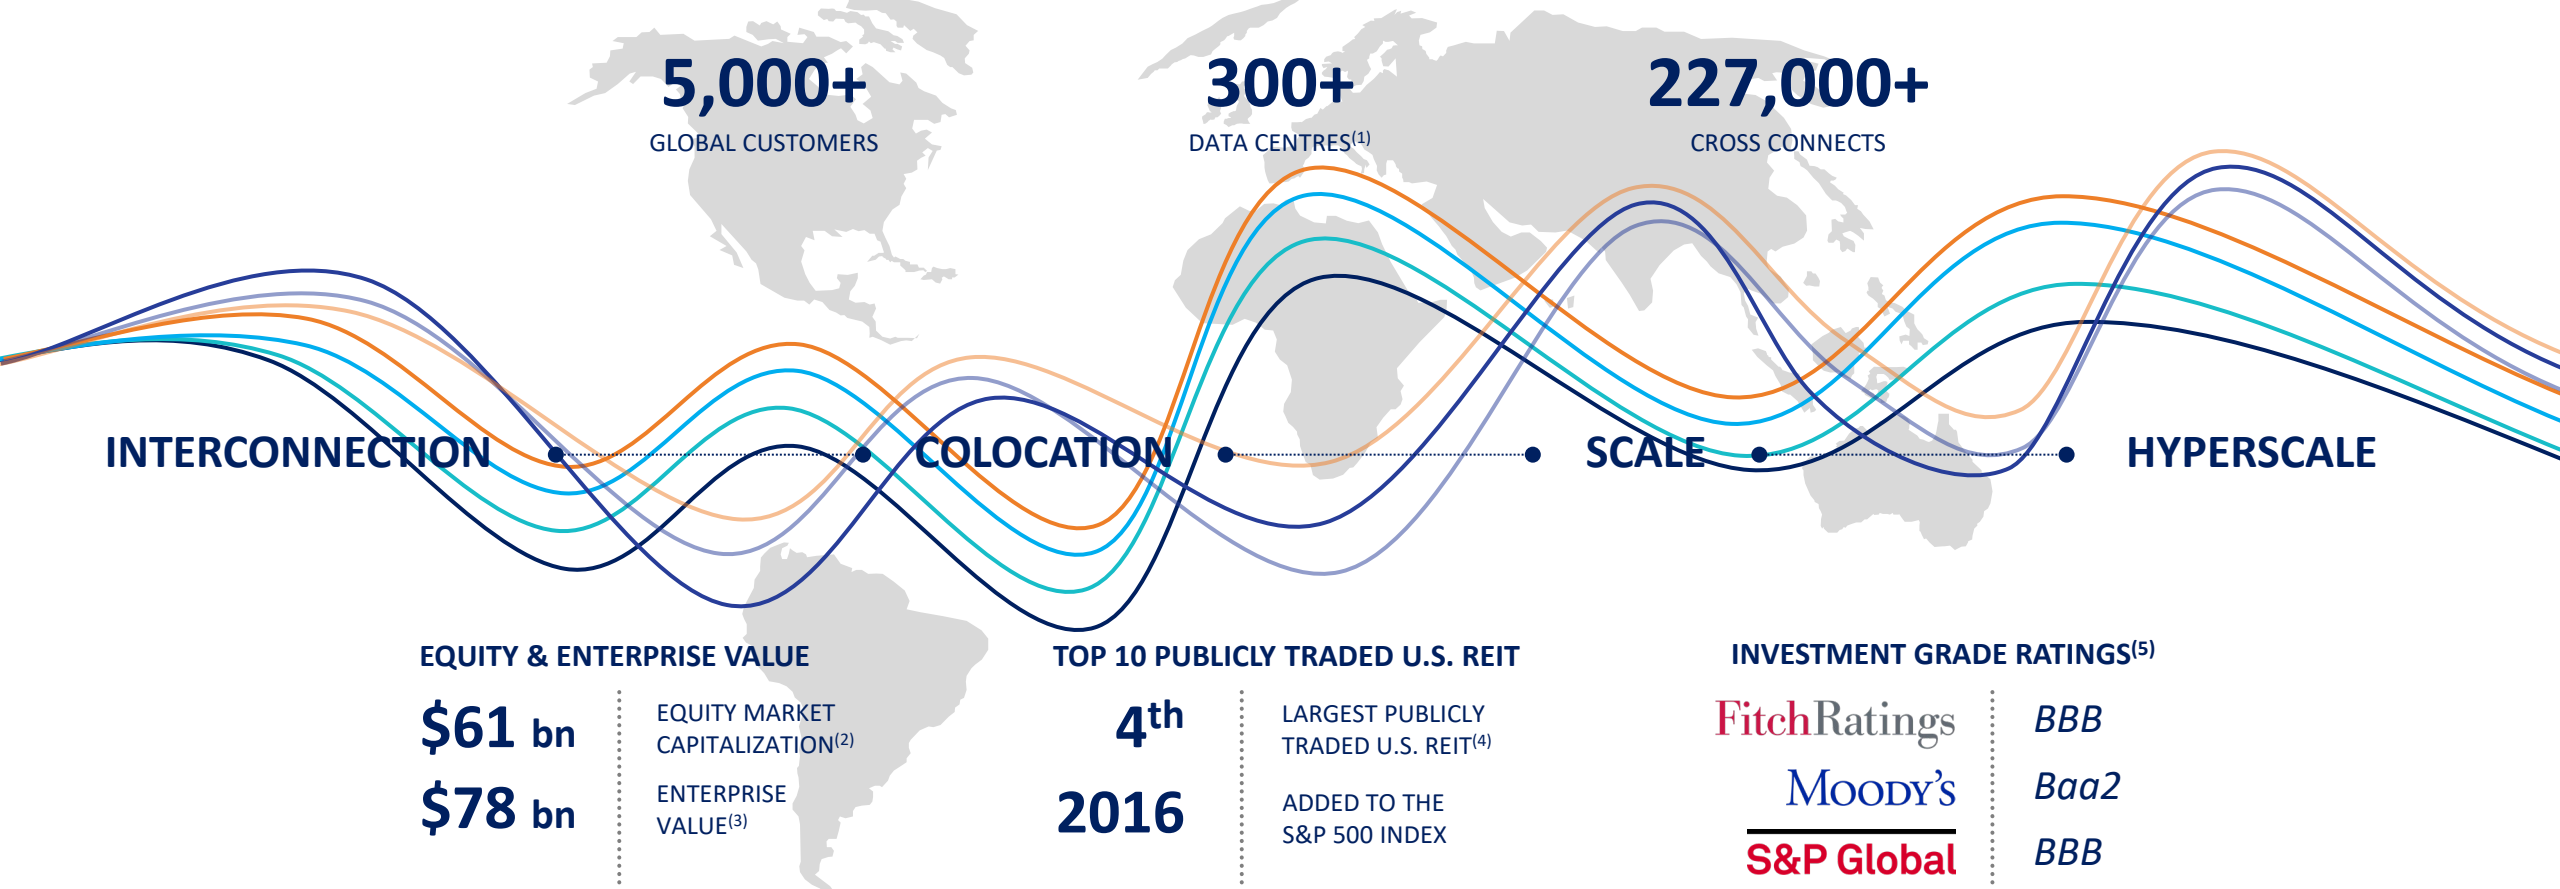 5,000+
GLOBAL CUSTOMERS
300+
DATA CENTRES(1)
227,000+
CROSS CONNECTS
INTERCONNECTION
COLOCATION
SCALE
HYPERSCALE
EQUITY & ENTERPRISE VALUE
$61 bn
EQUITY MARKET
CAPITALIZATION(2)
$78 bn
ENTERPRISE
VALUE(3)
TOP 10 PUBLICLY TRADED U.S. REIT
4th
LARGEST PUBLICLY
TRADED U.S. REIT(4)
2016
ADDED TO THE
S&P 500 INDEX
INVESTMENT GRADE RATINGS(5)
FitchRatings
BBB
MOODY'S
Baa2
S&P Global
BBB